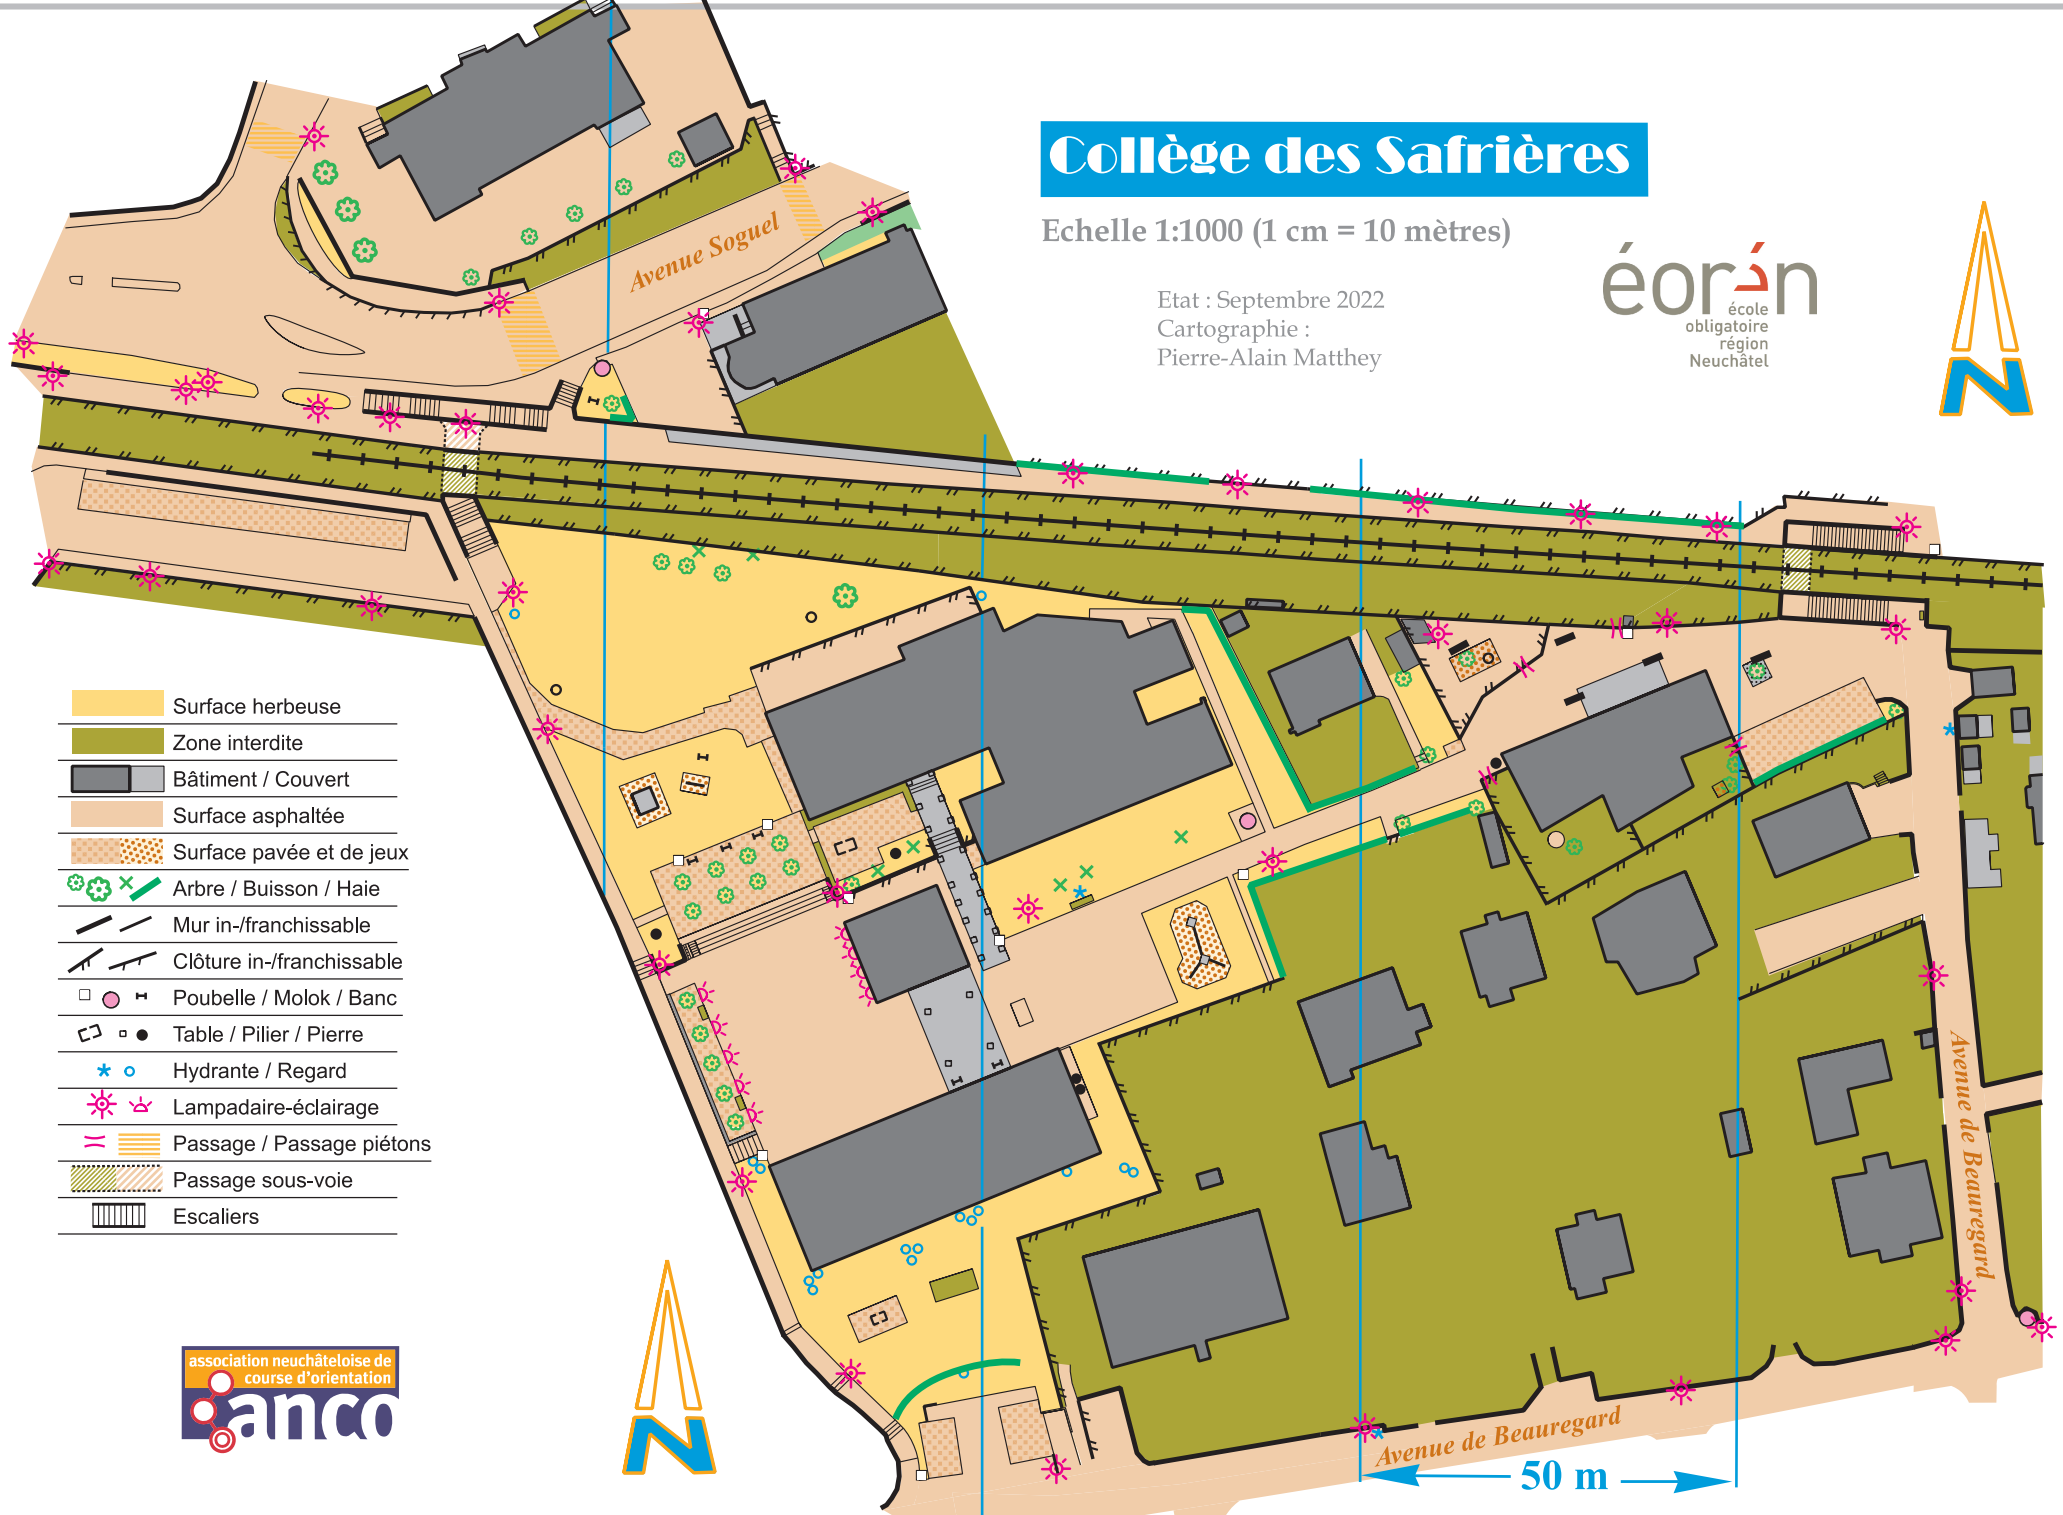 Collège des Safrières
Echelle 1:1000 (1 cm = 10 mètres)
Etat : Septembre 2022
Cartographie :
Pierre-Alain Matthey
éorén
école
obligatoire
région
Neuchâtel
N
Avenue Soguel
Surface herbeuse
Zone interdite
Bâtiment / Couvert
Surface asphaltée
Surface pavée et de jeux
Arbre / Buisson / Haie
Mur in-/franchissable
Clôture in-/franchissable
Poubelle / Molok / Banc
Table / Pilier / Pierre
Hydrante / Regard
Lampadaire-éclairage
Passage / Passage piétons
Passage sous-voie
Escaliers
Avenue de Beauregard
association neuchâteloise de
course d'orientation
anco
N
Avenue de Beauregard
50 m